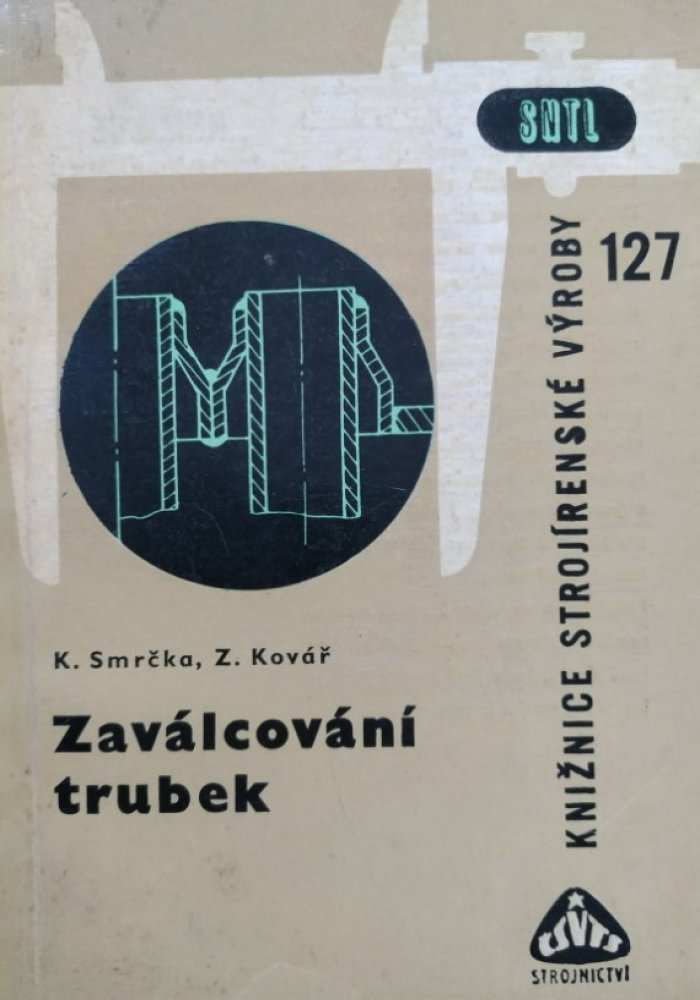 SNTL
127
KNIŽNICE STROJÍRENSKÉ VÝROBY
K. Smrčka, Z. Kovář
Zaválcování
trubek
ČSVTS
STROJNICTVÍ